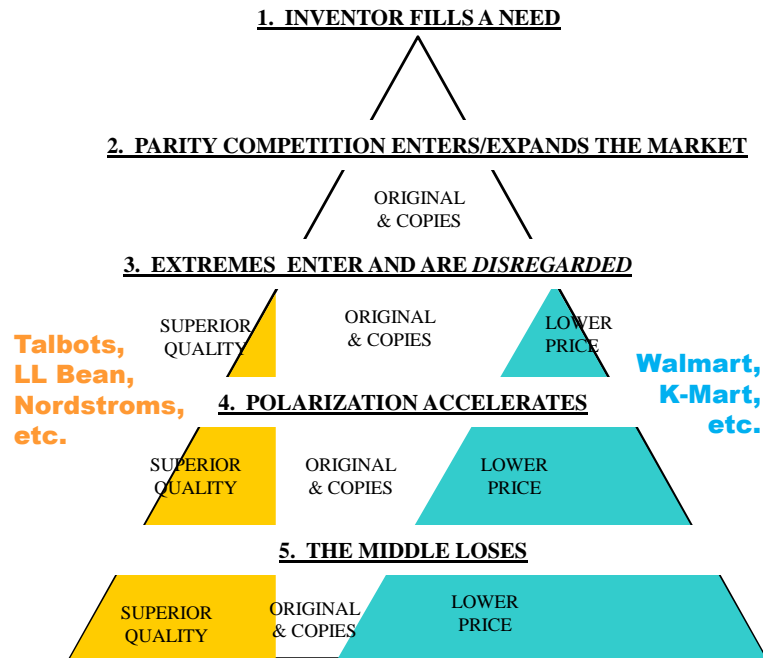 1. INVENTOR FILLS A NEED
2. PARITY COMPETITION ENTERS/EXPANDS THE MARKET
ORIGINAL
& COPIES
3. EXTREMES ENTER AND ARE DISREGARDED
SUPERIOR
QUALITY
ORIGINAL
& COPIES
LOWER
PRICE
Talbots,
LL Bean,
Nordstroms,
etc.
Walmart,
K-Mart,
etc.
4. POLARIZATION ACCELERATES
SUPERIOR
QUALITY
ORIGINAL
& COPIES
LOWER
PRICE
5. THE MIDDLE LOSES
SUPERIOR
QUALITY
ORIGINAL
& COPIES
LOWER
PRICE